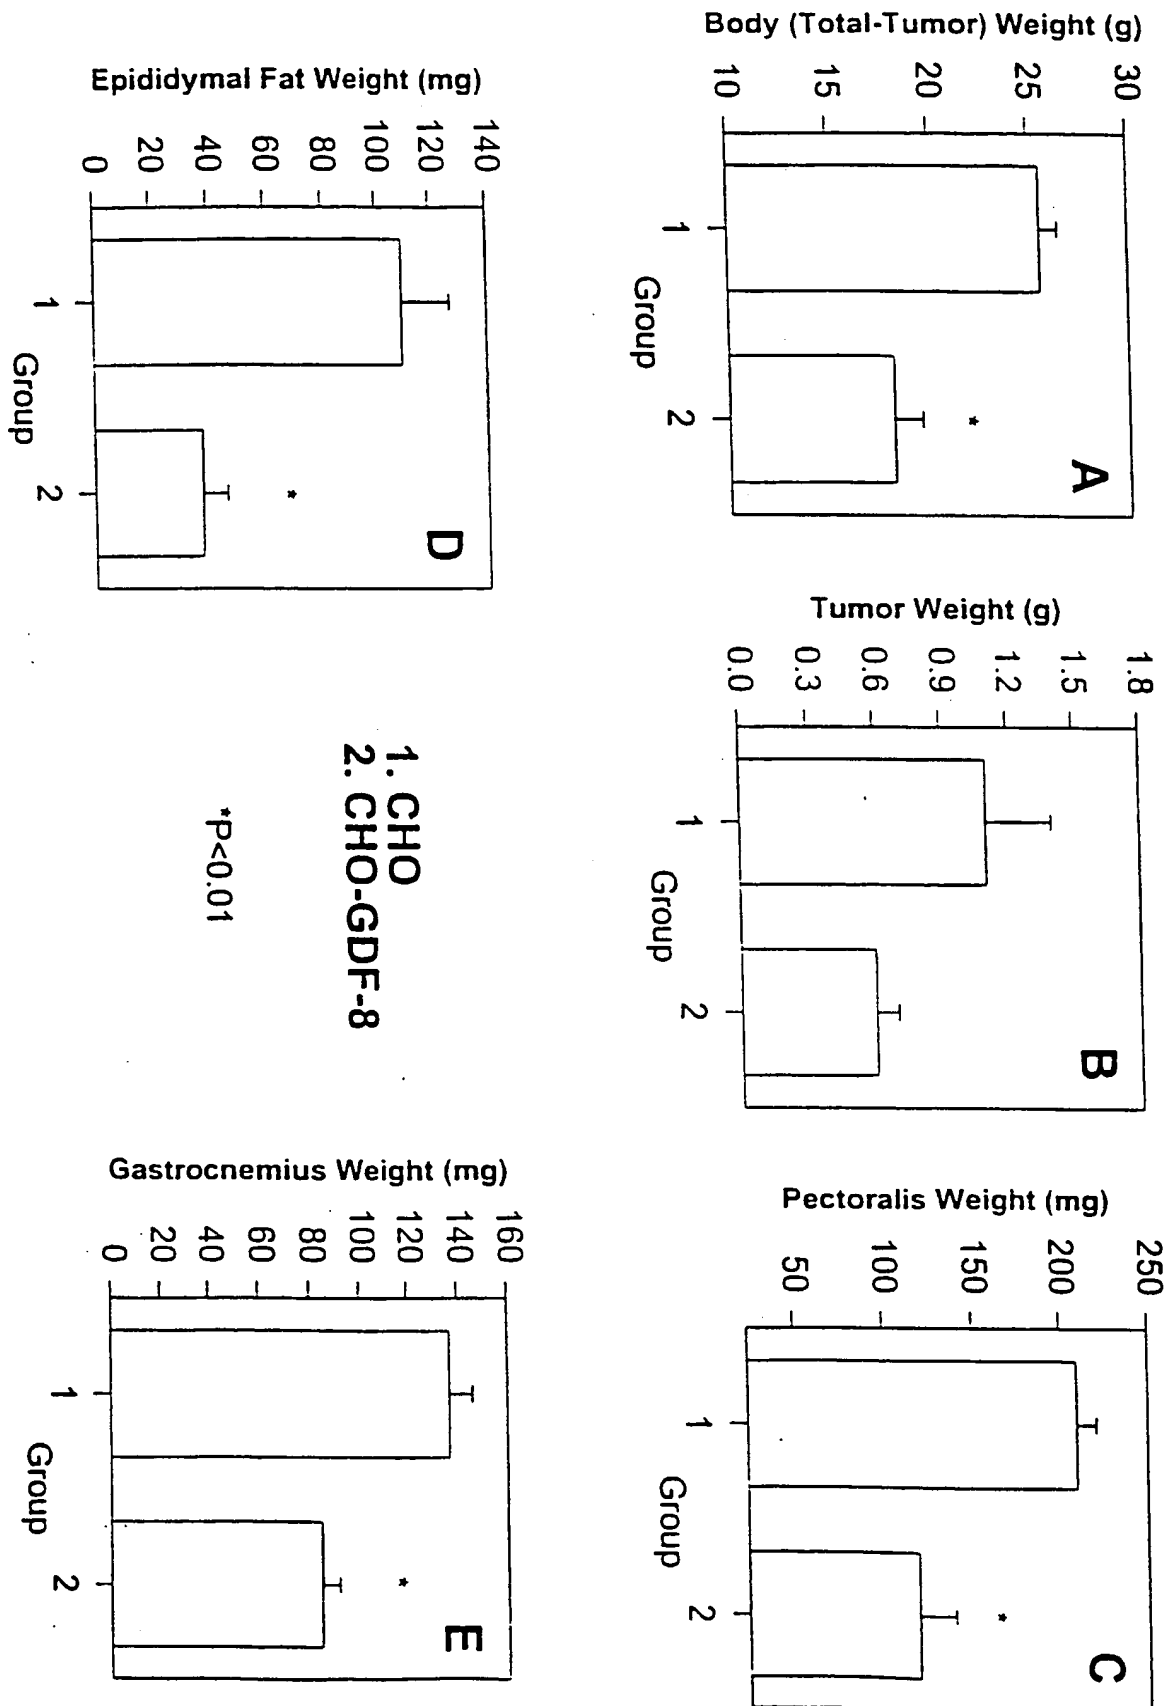 Body (Total-Tumor) Weight (g)
30
25
20
15
10
A
*
1
2
Group
Tumor Weight (g)
1.8
1.5
1.2
0.9
0.6
0.3
0.0
B
1
2
Group
Pectoralis Weight (mg)
250
200
150
100
50
C
*
1
2
Group
Epididymal Fat Weight (mg)
140
120
110
80
60
40
20
0
D
*
1
2
Group
1. CHO
2. CHO-GDF-8
*P<0.01
Gastrocnemius Weight (mg)
160
140
120
100
80
60
40
20
0
E
*
1
2
Group